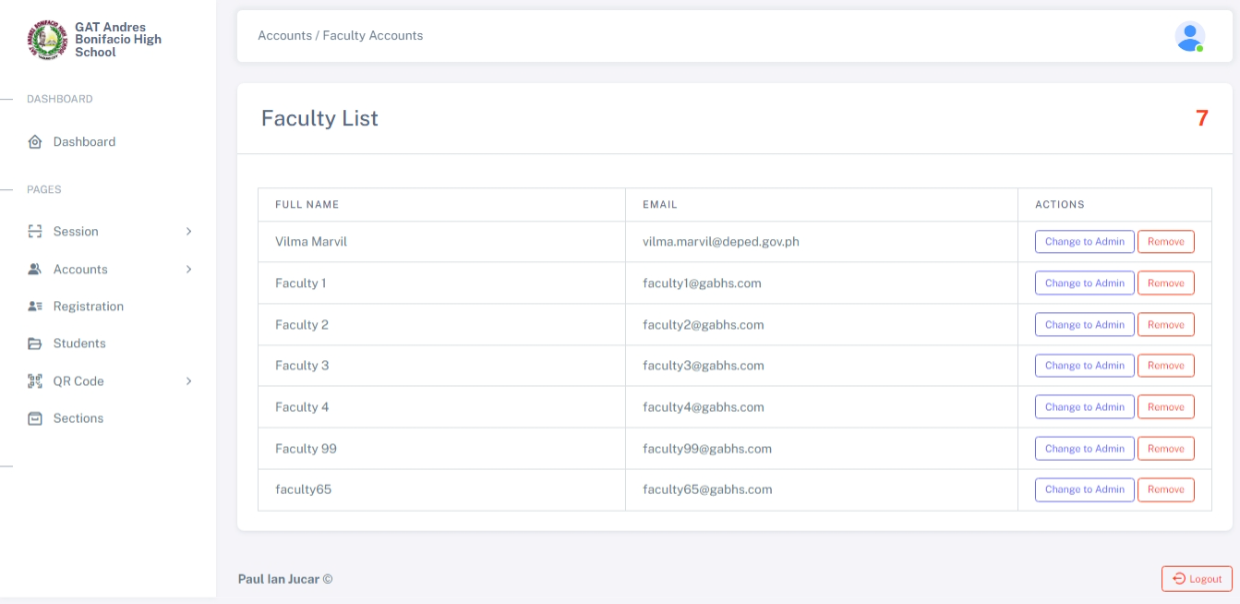 GAT Andres
Bonifacio High
School
DASHBOARD
Dashboard
PAGES
Session
Accounts
Registration
Students
QR Code
Sections
Accounts / Faculty Accounts
Faculty List 7
FULL NAME EMAIL ACTIONS
Vilma Marvil vilma.marvil@deped.gov.ph Change to Admin Remove
Faculty 1 faculty1@gabhs.com Change to Admin Remove
Faculty 2 faculty2@gabhs.com Change to Admin Remove
Faculty 3 faculty3@gabhs.com Change to Admin Remove
Faculty 4 faculty4@gabhs.com Change to Admin Remove
Faculty 99 faculty99@gabhs.com Change to Admin Remove
faculty65 faculty65@gabhs.com Change to Admin Remove
Paul Ian Jucar © Logout